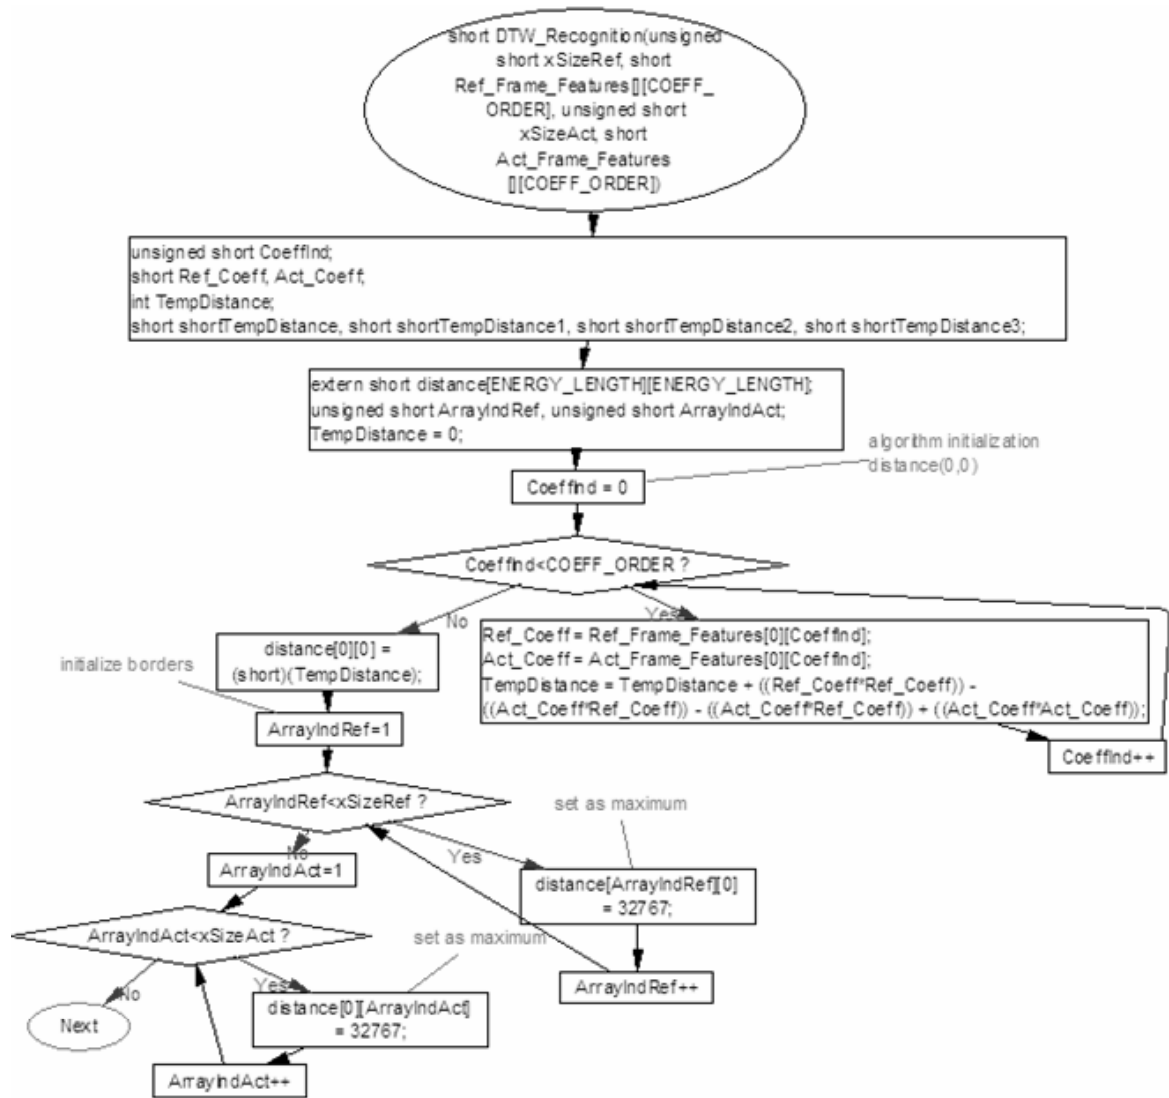 short DTW_Recognition(unsigned
short xSizeRef, short
Ref_Frame_Features[][COEFF_
ORDER], unsigned short
xSizeAct, short
Act_Frame_Features
[][COEFF_ORDER])
unsigned short CoeffInd;
short Ref_Coeff, Act_Coeff;
int TempDistance;
short shortTempDistance, short shortTempDistance1, short shortTempDistance2, short shortTempDistance3;
extern short distance[ENERGY_LENGTH][ENERGY_LENGTH];
unsigned short ArrayIndRef, unsigned short ArrayIndAct;
TempDistance = 0;
algorithm initialization
distance(0,0)
CoeffInd = 0
CoeffInd<COEFF_ORDER ?
No
Yes
distance[0][0] =
(short)(TempDistance);
initialize borders
Ref_Coeff = Ref_Frame_Features[0][CoeffInd];
Act_Coeff = Act_Frame_Features[0][CoeffInd];
TempDistance = TempDistance + ((Ref_Coeff*Ref_Coeff)) -
((Act_Coeff*Ref_Coeff)) - ((Act_Coeff*Ref_Coeff)) + ((Act_Coeff*Act_Coeff));
ArrayIndRef=1
CoeffInd++
ArrayIndRef<xSizeRef ?
set as maximum
No
Yes
ArrayIndAct=1
distance[ArrayIndRef][0]
= 32767;
ArrayIndAct<xSizeAct ?
set as maximum
ArrayIndRef++
No
Yes
Next
distance[0][ArrayIndAct]
= 32767;
ArrayIndAct++